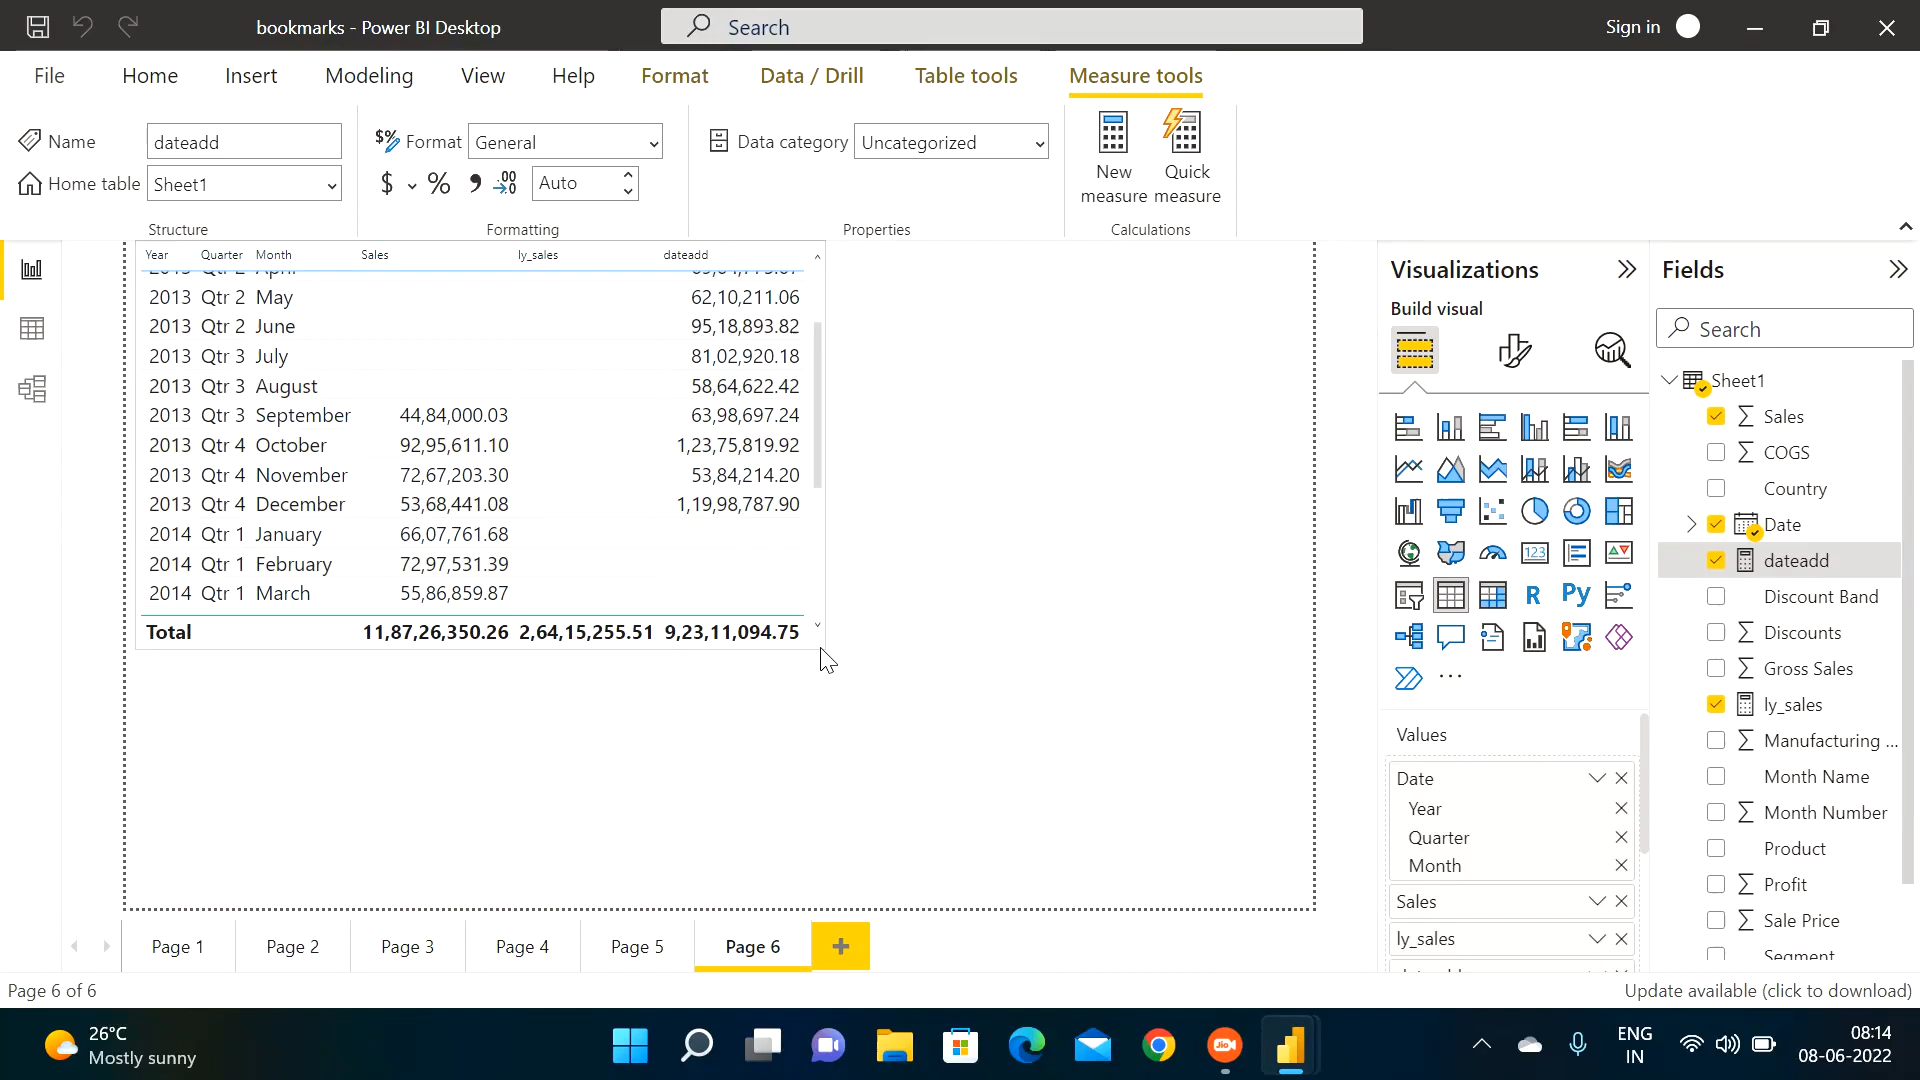 bookmarks - Power BI Desktop
Search
Sign in
File Home Insert Modeling View Help Format Data / Drill Table tools Measure tools
Name dateadd
Home table Sheet1
Structure
$% Format General
$ % 9 .00 Auto
Formatting
Data category Uncategorized
Properties
New measure
Quick measure
Calculations
Year Quarter Month Sales ly_sales dateadd
2013 Qtr 2 April
2013 Qtr 2 May 62,10,211.06
2013 Qtr 2 June 95,18,893.82
2013 Qtr 3 July 81,02,920.18
2013 Qtr 3 August 58,64,622.42
2013 Qtr 3 September 44,84,000.03 63,98,697.24
2013 Qtr 4 October 92,95,611.10 1,23,75,819.92
2013 Qtr 4 November 72,67,203.30 53,84,214.20
2013 Qtr 4 December 53,68,441.08 1,19,98,787.90
2014 Qtr 1 January 66,07,761.68
2014 Qtr 1 February 72,97,531.39
2014 Qtr 1 March 55,86,859.87
Total 11,87,26,350.26 2,64,15,255.51 9,23,11,094.75
Visualizations
Build visual
123
R Py
...
Values
Date
Year
Quarter
Month
Sales
ly_sales
Fields
Search
Sheet1
Sales
COGS
Country
Date
dateadd
Discount Band
Discounts
Gross Sales
ly_sales
Manufacturing ...
Month Name
Month Number
Product
Profit
Sale Price
Segment
Page 1 Page 2 Page 3 Page 4 Page 5 Page 6 +
Page 6 of 6
Update available (click to download)
26°C
Mostly sunny
Jio
ENG
IN
08:14
08-06-2022